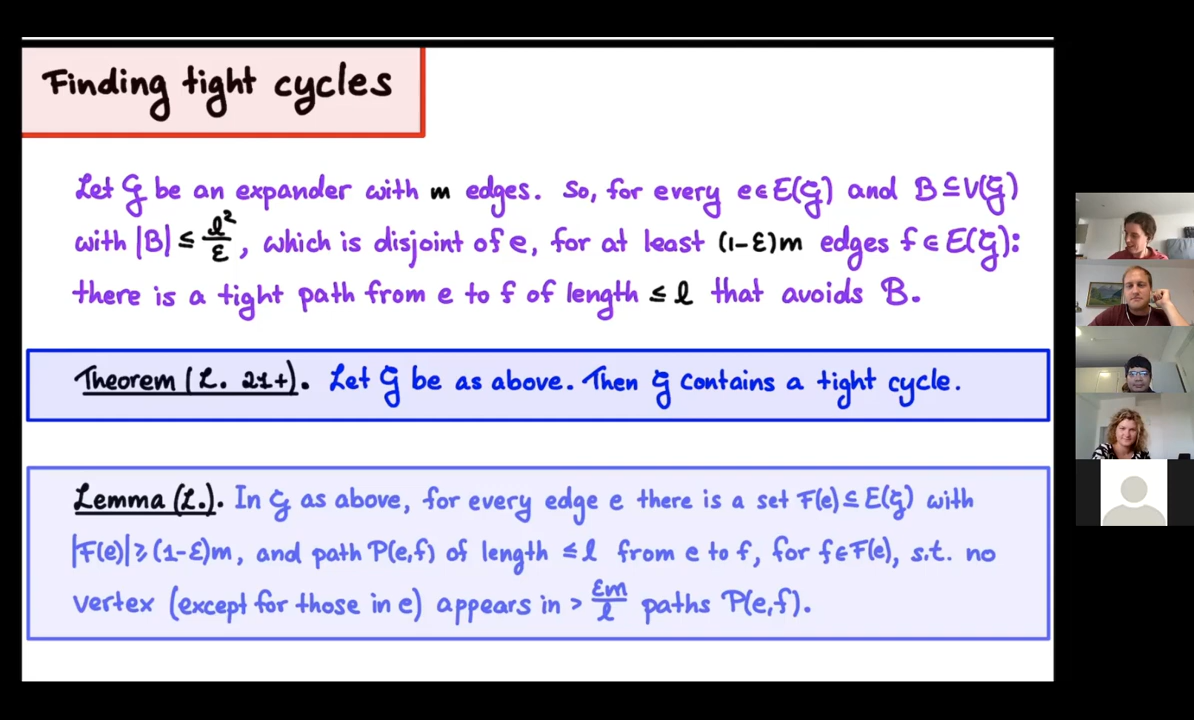 Finding tight cycles
Let G be an expander with m edges. So, for every e∈E(G) and B⊆V(G)
with |B| ≤ ℓ²/ε, which is disjoint of e, for at least (1-ε)m edges f∈E(G):
there is a tight path from e to f of length ≤ℓ that avoids B.
Theorem (L. 21+). Let G be as above. Then G contains a tight cycle.
Lemma (L.). In G as above, for every edge e there is a set F(e)⊆E(G) with
|F(e)|≥(1-ε)m, and path P(e,f) of length ≤ℓ from e to f, for f∈F(e), s.t. no
vertex (except for those in e) appears in > εm/ℓ paths P(e,f).